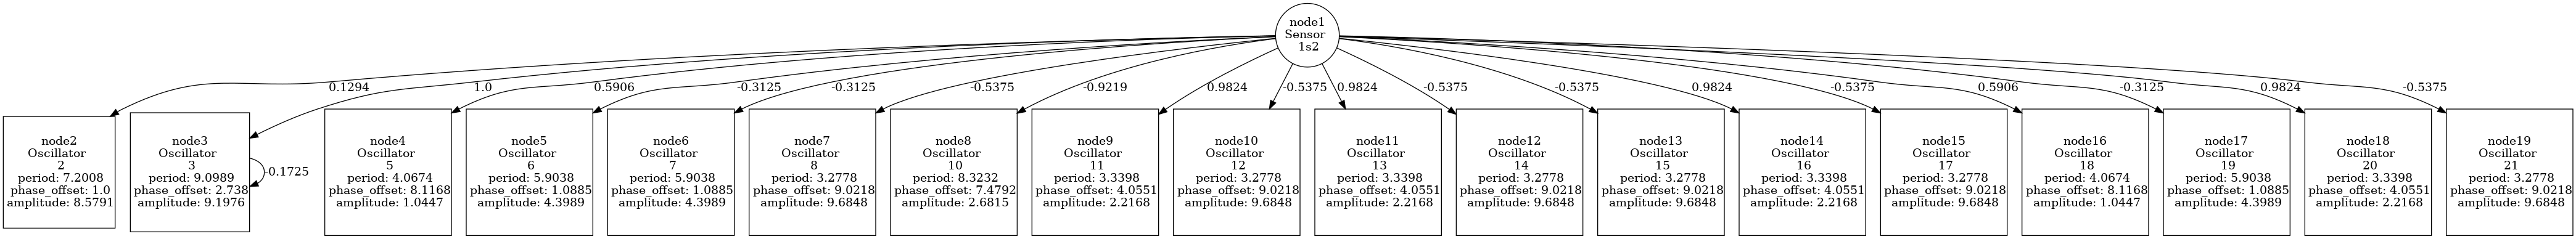 node1
Sensor
1s2
0.1294
1.0
0.5906
-0.3125
-0.3125
-0.5375
-0.9219
0.9824
-0.5375
0.9824
-0.5375
-0.5375
0.9824
-0.5375
0.5906
-0.3125
0.9824
-0.5375
node2
Oscillator
2
period: 7.2008
phase_offset: 1.0
amplitude: 8.5791
node3
Oscillator
3
period: 9.0989
phase_offset: 2.738
amplitude: 9.1976
-0.1725
node4
Oscillator
5
period: 4.0674
phase_offset: 8.1168
amplitude: 1.0447
node5
Oscillator
6
period: 5.9038
phase_offset: 1.0885
amplitude: 4.3989
node6
Oscillator
7
period: 5.9038
phase_offset: 1.0885
amplitude: 4.3989
node7
Oscillator
8
period: 3.2778
phase_offset: 9.0218
amplitude: 9.6848
node8
Oscillator
10
period: 8.3232
phase_offset: 7.4792
amplitude: 2.6815
node9
Oscillator
11
period: 3.3398
phase_offset: 4.0551
amplitude: 2.2168
node10
Oscillator
12
period: 3.2778
phase_offset: 9.0218
amplitude: 9.6848
node11
Oscillator
13
period: 3.3398
phase_offset: 4.0551
amplitude: 2.2168
node12
Oscillator
14
period: 3.2778
phase_offset: 9.0218
amplitude: 9.6848
node13
Oscillator
15
period: 3.2778
phase_offset: 9.0218
amplitude: 9.6848
node14
Oscillator
16
period: 3.3398
phase_offset: 4.0551
amplitude: 2.2168
node15
Oscillator
17
period: 3.2778
phase_offset: 9.0218
amplitude: 9.6848
node16
Oscillator
18
period: 4.0674
phase_offset: 8.1168
amplitude: 1.0447
node17
Oscillator
19
period: 5.9038
phase_offset: 1.0885
amplitude: 4.3989
node18
Oscillator
20
period: 3.3398
phase_offset: 4.0551
amplitude: 2.2168
node19
Oscillator
21
period: 3.2778
phase_offset: 9.0218
amplitude: 9.6848